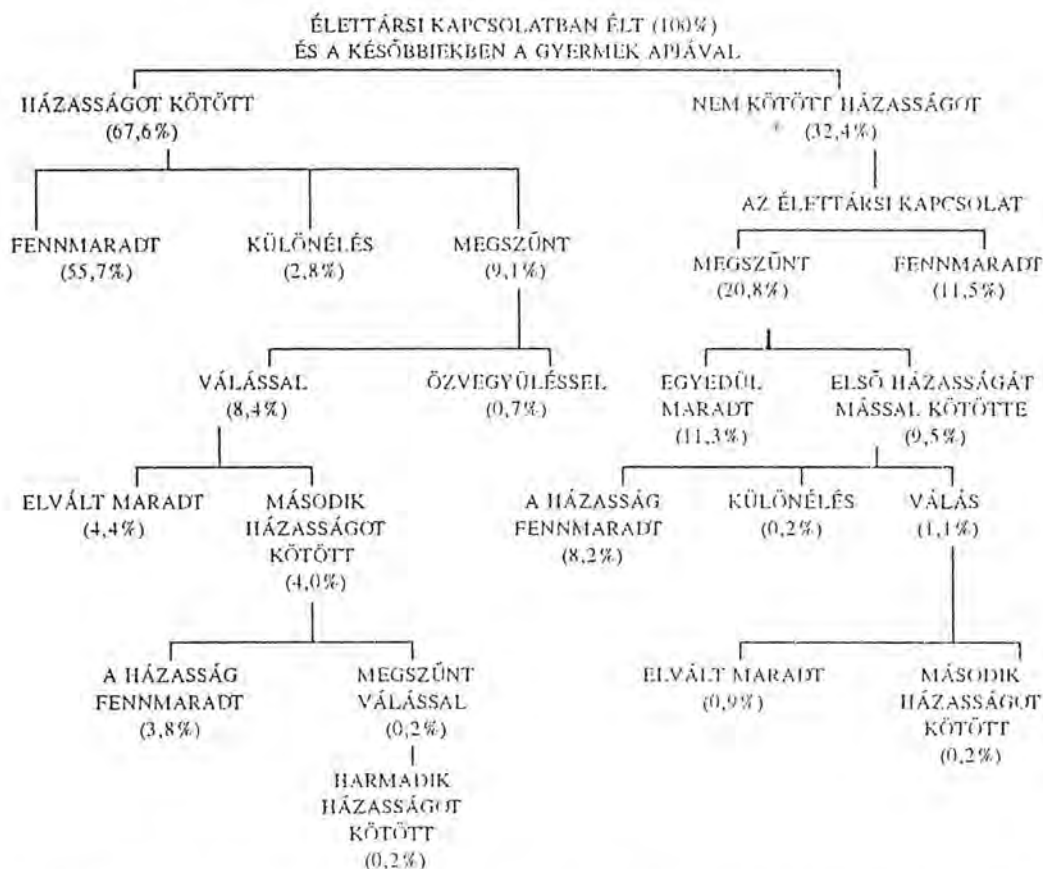 ÉLETTÁRSI KAPCSOLATBAN ÉLT (100%)
ÉS A KÉSŐBBIEKBEN A GYERMEK APJÁVAL
HÁZASSÁGOT KÖTÖTT
(67,6%)
NEM KÖTÖTT HÁZASSÁGOT
(32,4%)
AZ ÉLETTÁRSI KAPCSOLAT
FENNMARADT
(55,7%)
KÜLÖNÉLÉS
(2,8%)
MEGSZŰNT
(9,1%)
MEGSZŰNT
(20,8%)
FENNMARADT
(11,5%)
VÁLÁSSAL
(8,4%)
ÖZVEGYÜLÉSSEL
(0,7%)
EGYEDÜL
MARADT
(11,3%)
ELSŐ HÁZASSÁGÁT
MÁSSAL KÖTÖTTE
(9,5%)
ELVÁLT MARADT
(4,4%)
MÁSODIK
HÁZASSÁGOT
KÖTÖTT
(4,0%)
A HÁZASSÁG
FENNMARADT
(8,2%)
KÜLÖNÉLÉS
(0,2%)
VÁLÁS
(1,1%)
A HÁZASSÁG
FENNMARADT
(3,8%)
MEGSZŰNT
VÁLÁSSAL
(0,2%)
ELVÁLT MARADT
(0,9%)
MÁSODIK
HÁZASSÁGOT
KÖTÖTT
(0,2%)
HARMADIK
HÁZASSÁGOT
KÖTÖTT
(0,2%)